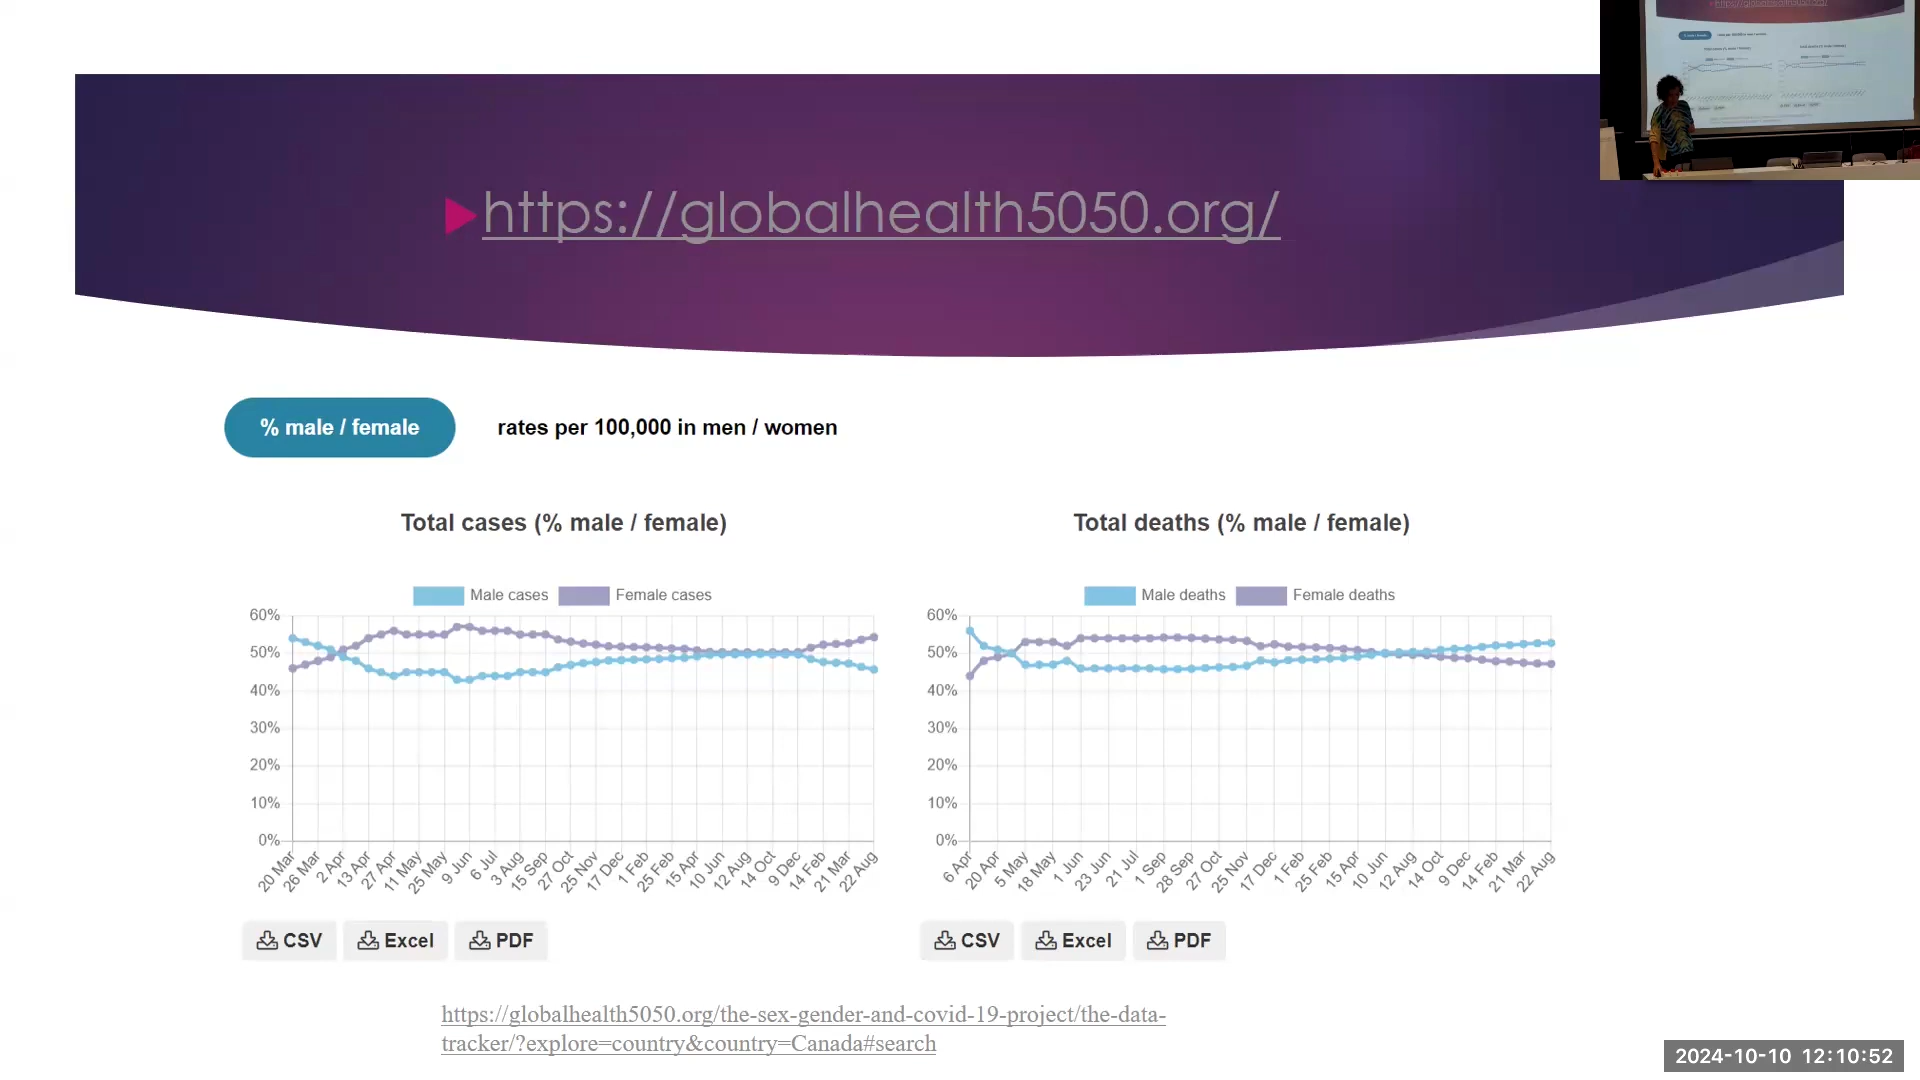 https://globalhealth5050.org/
% male / female
rates per 100,000 in men / women
Total cases (% male / female)
Male cases
Female cases
60%
50%
40%
30%
20%
10%
0%
20 Mar
26 Mar
2 Apr
13 Apr
27 Apr
11 May
25 May
9 Jun
6 Jul
3 Aug
15 Sep
27 Oct
25 Nov
17 Dec
1 Feb
25 Feb
15 Apr
10 Jun
12 Aug
14 Oct
9 Dec
14 Feb
21 Mar
22 Aug
CSV
Excel
PDF
Total deaths (% male / female)
Male deaths
Female deaths
60%
50%
40%
30%
20%
10%
0%
6 Apr
20 Apr
5 May
18 May
1 Jun
23 Jun
21 Jul
1 Sep
28 Sep
27 Oct
25 Nov
17 Dec
1 Feb
25 Feb
15 Apr
10 Jun
12 Aug
14 Oct
9 Dec
14 Feb
21 Mar
22 Aug
CSV
Excel
PDF
https://globalhealth5050.org/the-sex-gender-and-covid-19-project/the-data-
tracker/?explore=country&country=Canada#search
2024-10-10 12:10:52